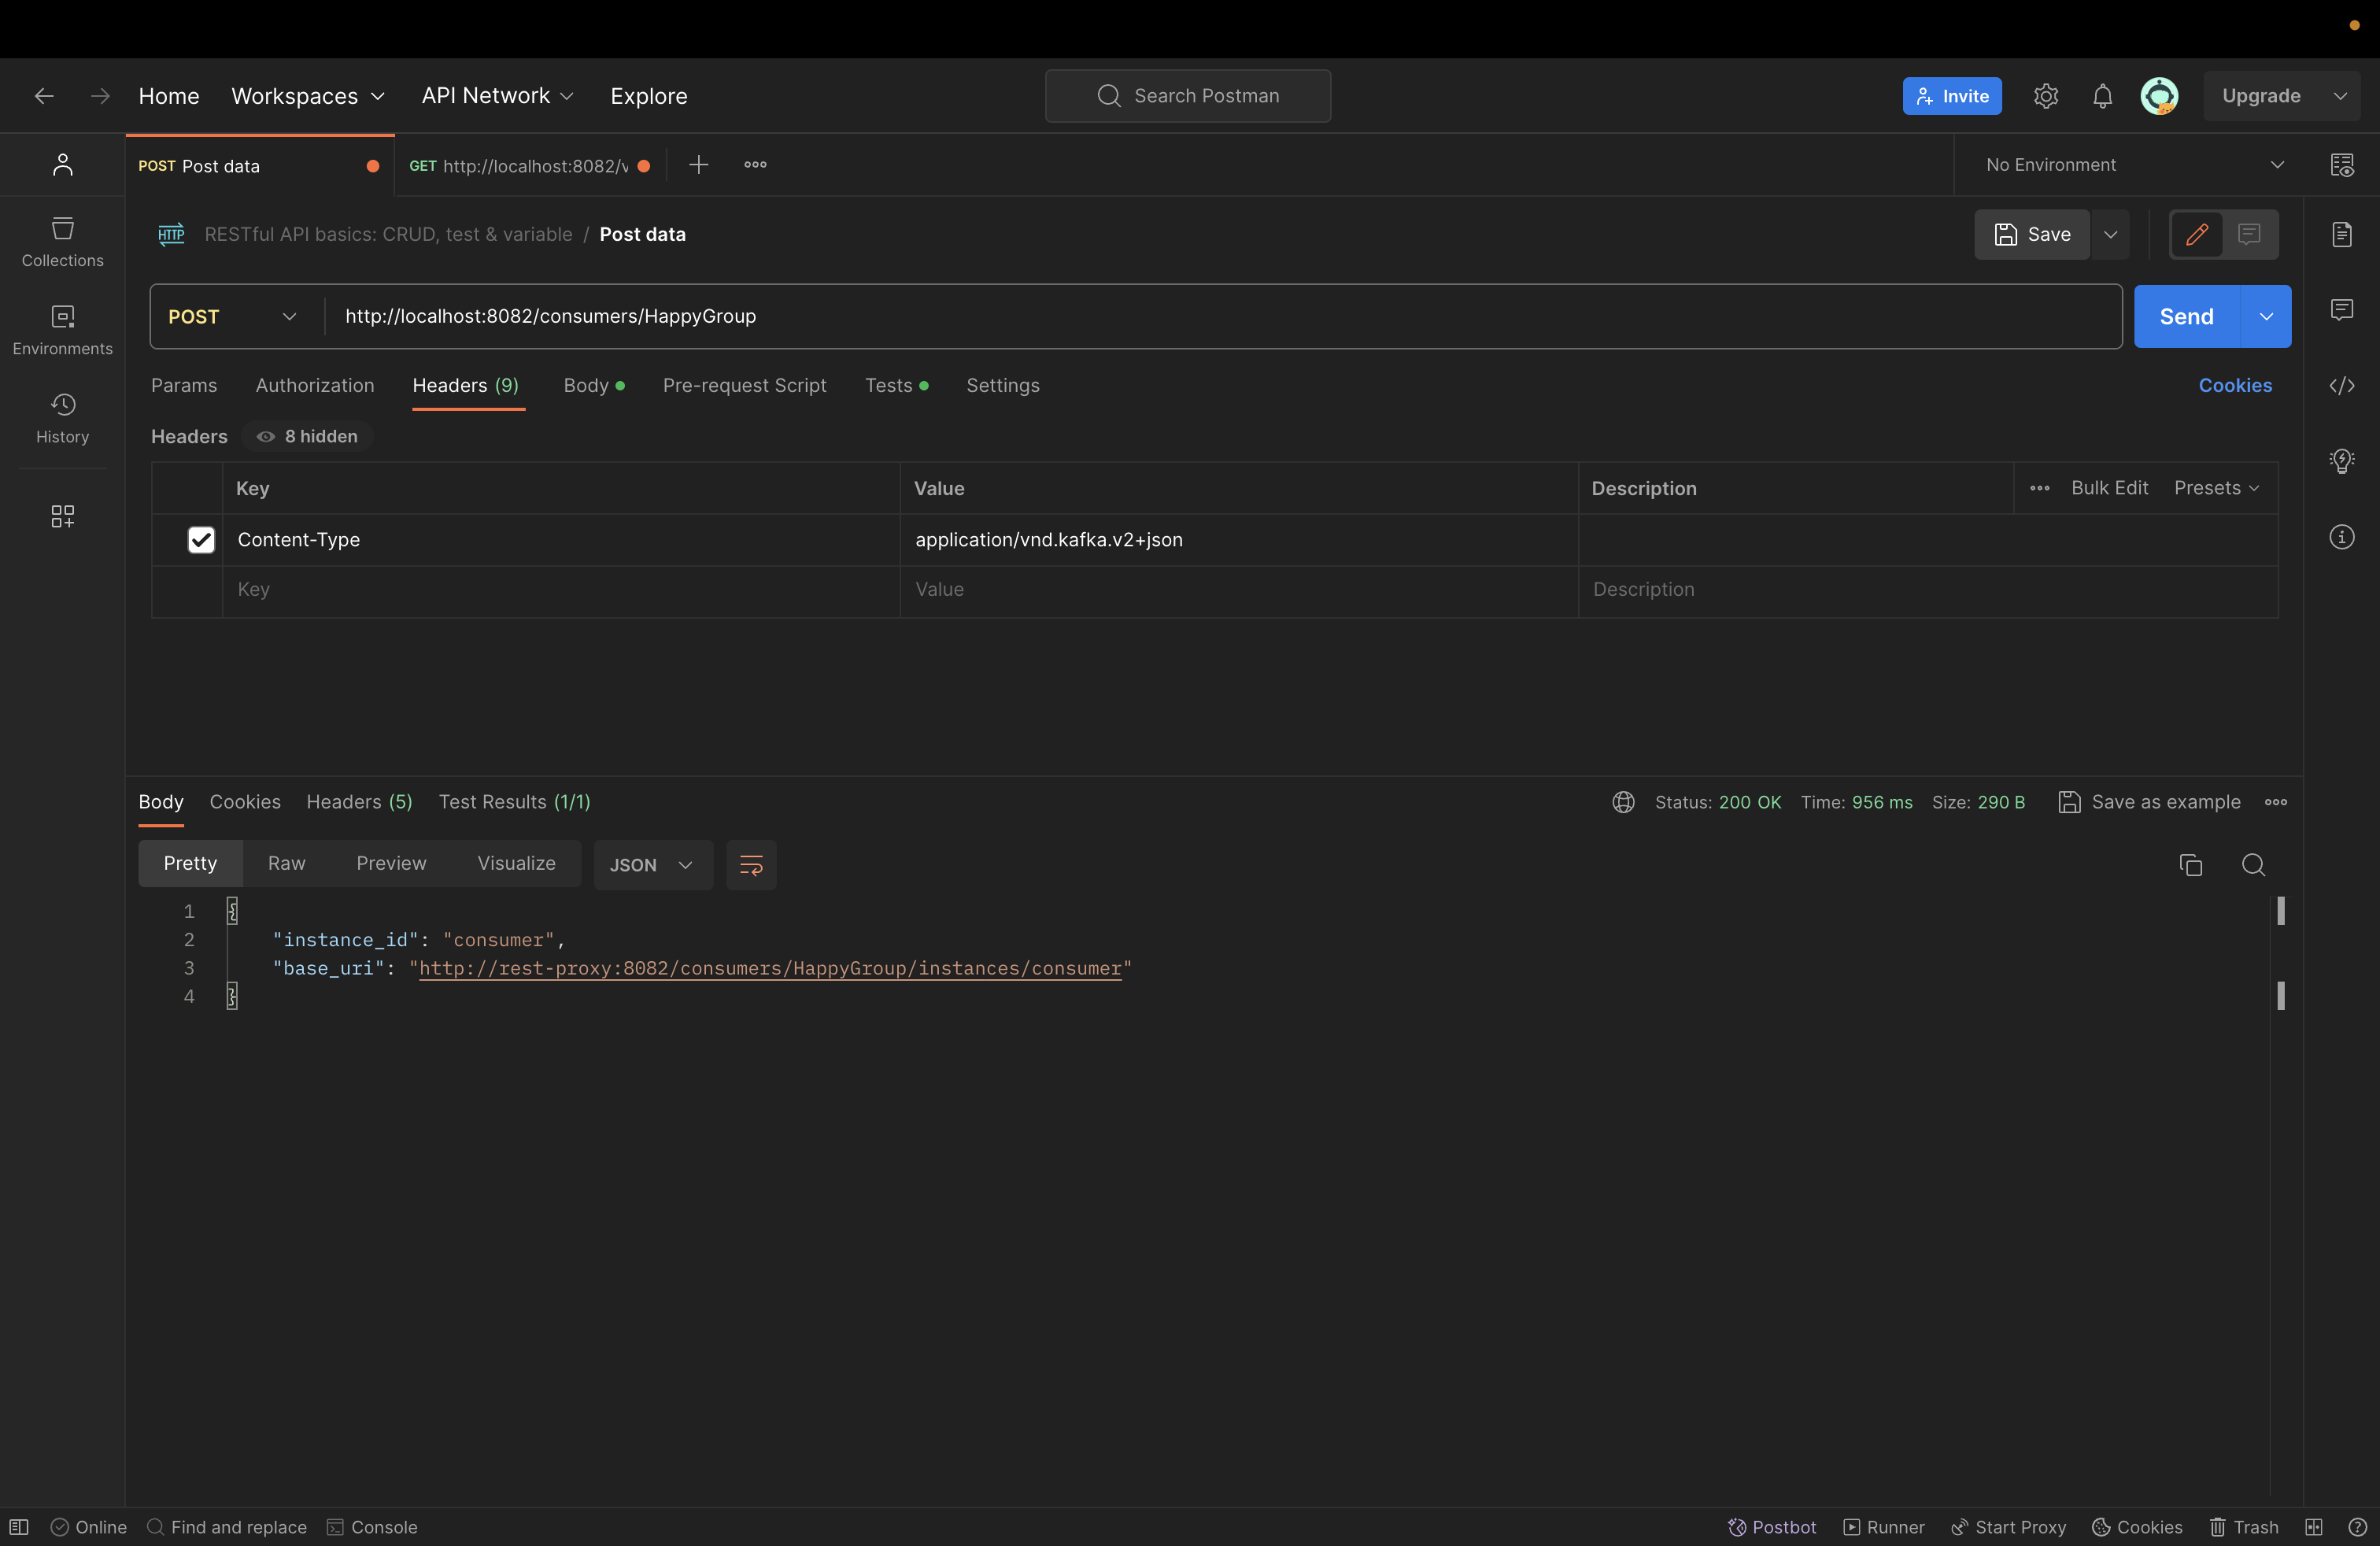 Home Workspaces API Network Explore Search Postman Invite Upgrade
POST Post data GET http://localhost:8082/v No Environment
Collections
Environments
History
HTTP RESTful API basics: CRUD, test & variable / Post data Save
POST http://localhost:8082/consumers/HappyGroup Send
Params Authorization Headers (9) Body Pre-request Script Tests Settings Cookies
Headers 8 hidden
Key Value Description Bulk Edit Presets
Content-Type application/vnd.kafka.v2+json
Key Value Description
Body Cookies Headers (5) Test Results (1/1) Status: 200 OK Time: 956 ms Size: 290 B Save as example
Pretty Raw Preview Visualize JSON
1 {
2 "instance_id": "consumer",
3 "base_uri": "http://rest-proxy:8082/consumers/HappyGroup/instances/consumer"
4 }
Online Find and replace Console Postbot Runner Start Proxy Cookies Trash